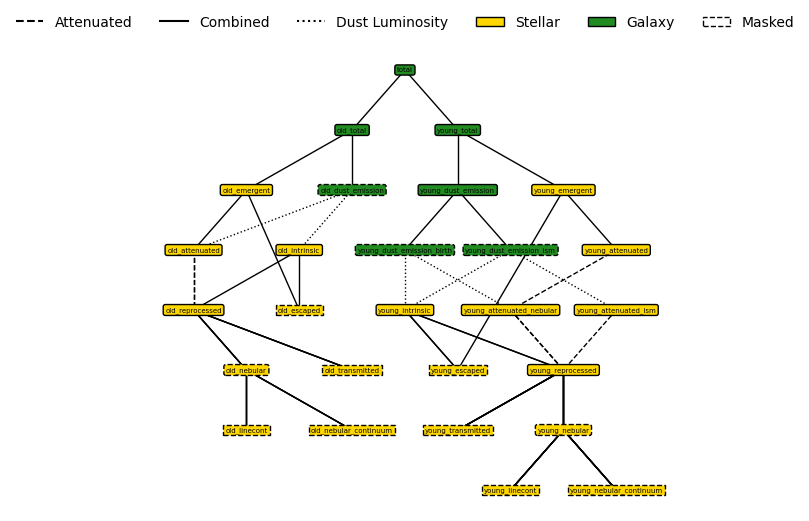 Attenuated Combined Dust Luminosity Stellar Galaxy Masked
total
old_total young_total
old_emergent old_dust_emission young_dust_emission young_emergent
old_attenuated old_intrinsic young_dust_emission_birth young_dust_emission_ism young_attenuated
old_reprocessed old_escaped young_intrinsic young_attenuated_nebular young_attenuated_ism
old_nebular old_transmitted young_escaped young_reprocessed
old_linecont old_nebular_continuum young_transmitted young_nebular
young_linecont young_nebular_continuum